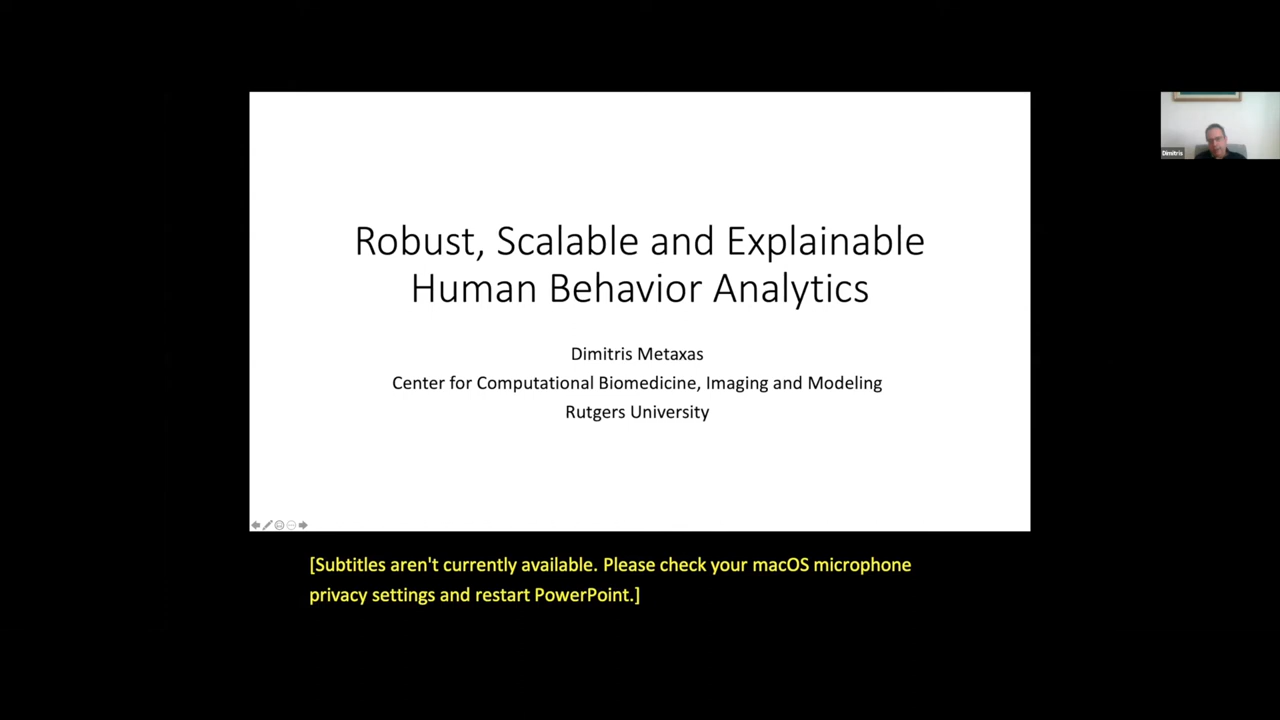 Robust, Scalable and Explainable
Human Behavior Analytics
Dimitris Metaxas
Center for Computational Biomedicine, Imaging and Modeling
Rutgers University
Dimitris
[Subtitles aren't currently available. Please check your macOS microphone
privacy settings and restart PowerPoint.]